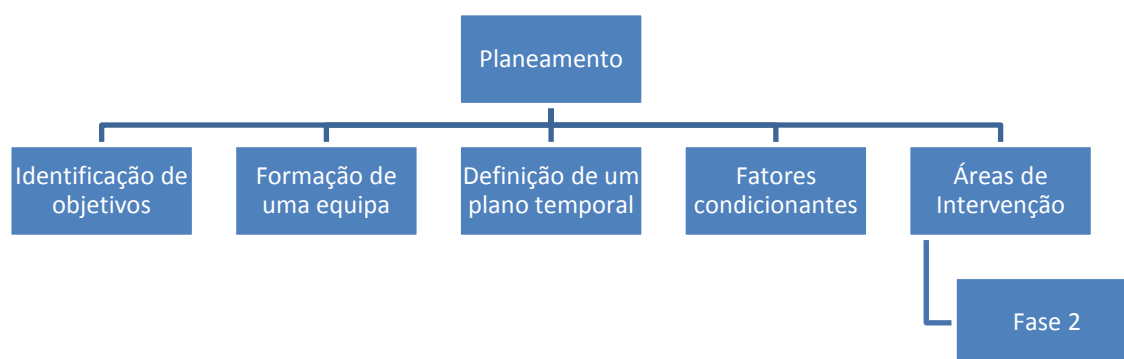 Planeamento
Identificação de
objetivos
Formação de
uma equipa
Definição de um
plano temporal
Fatores
condicionantes
Áreas de
Intervenção
Fase 2